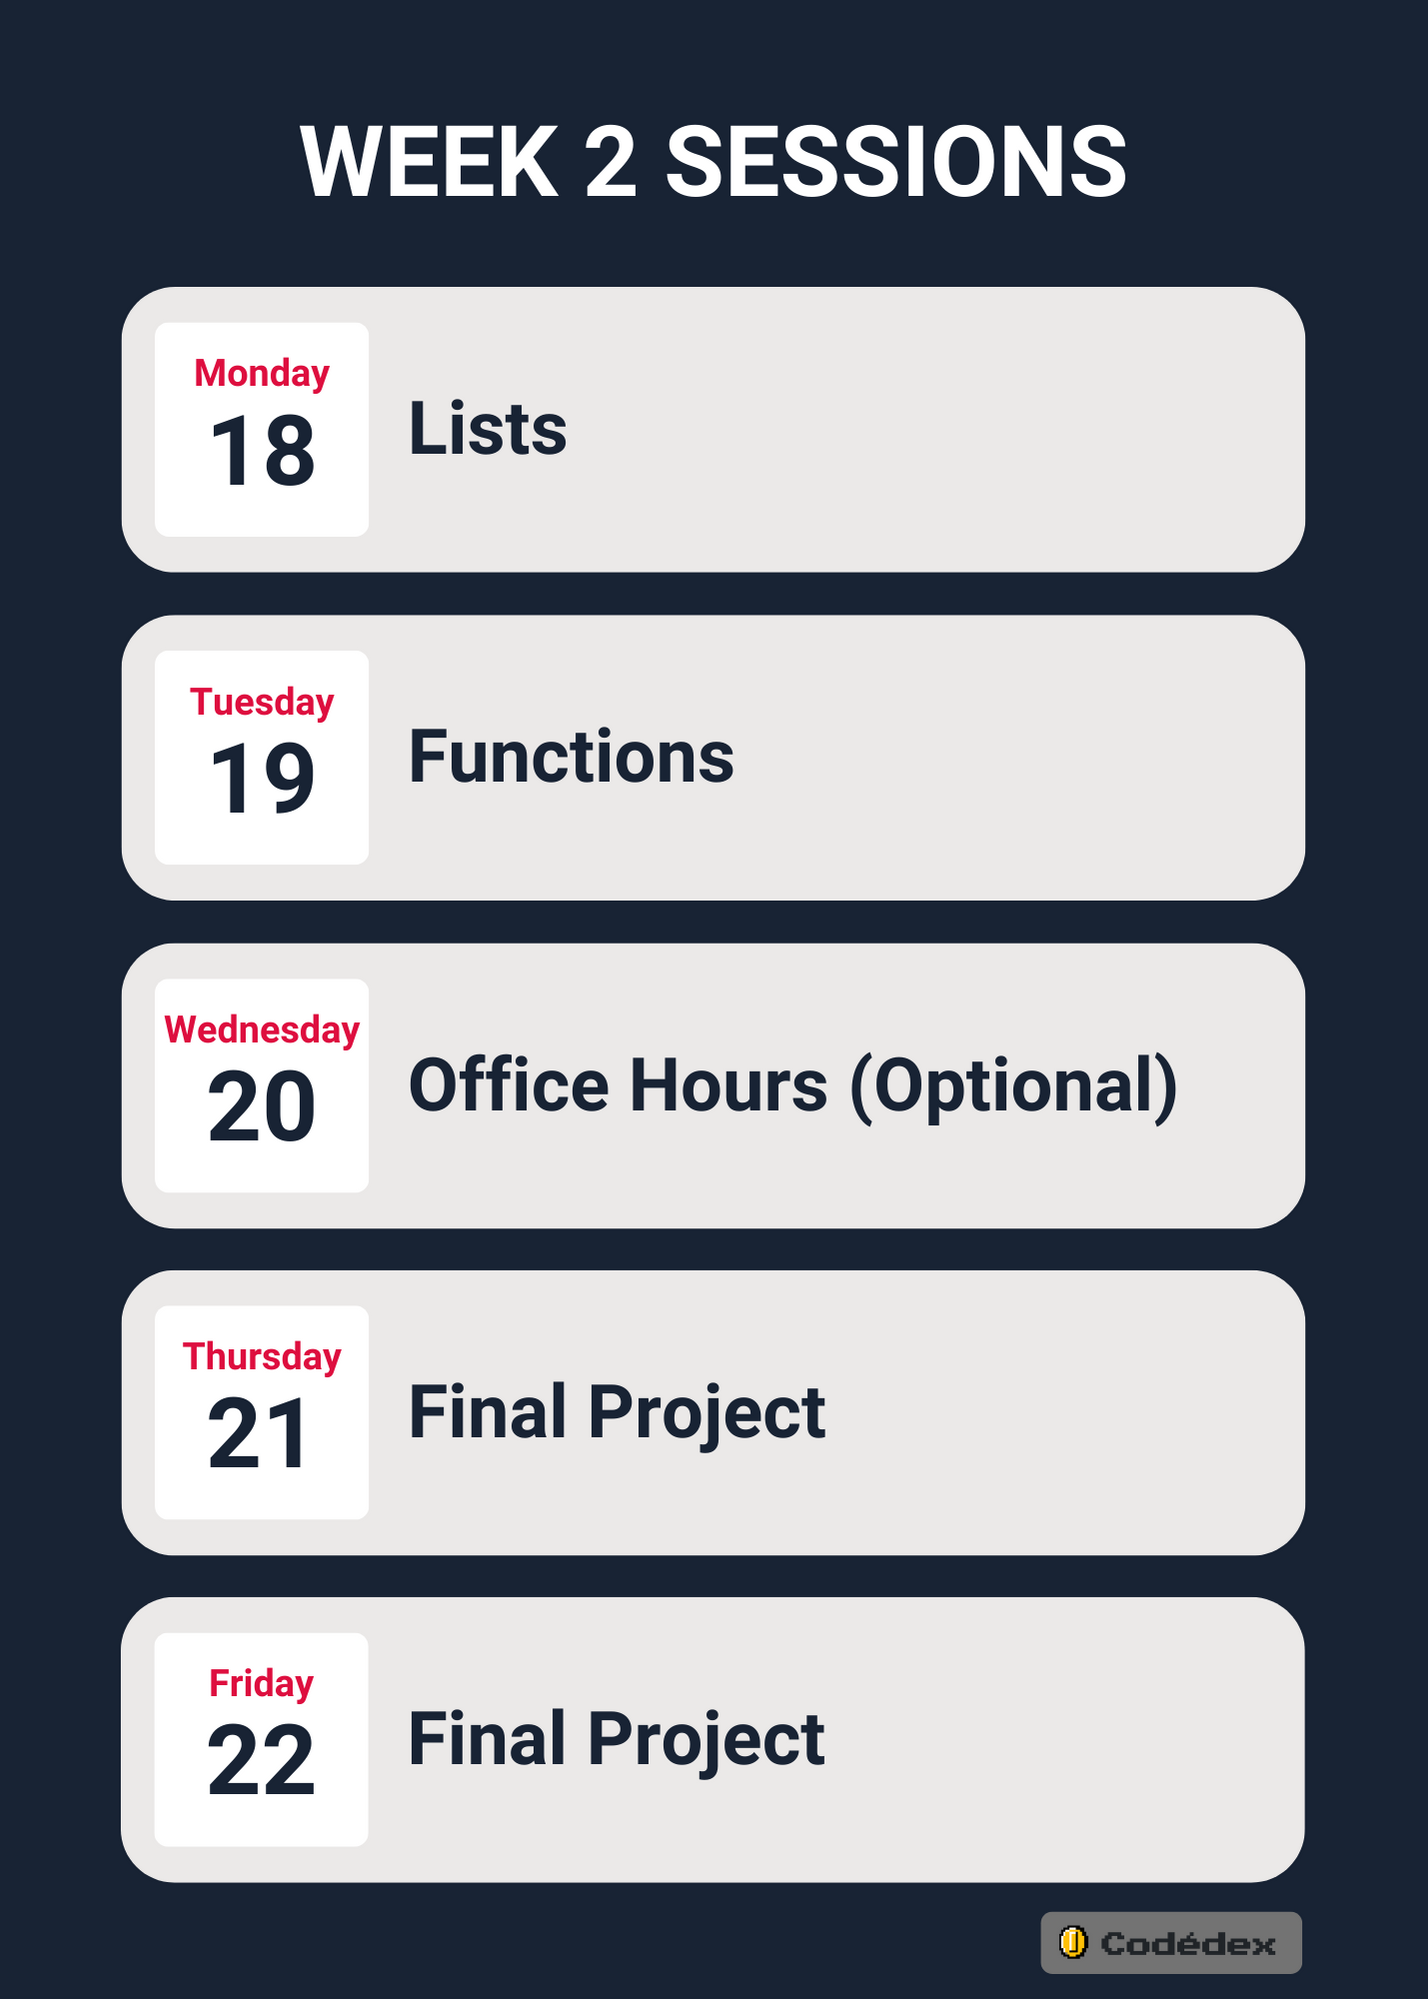 WEEK 2 SESSIONS
Monday
18
Lists
Tuesday
19
Functions
Wednesday
20
Office Hours (Optional)
Thursday
21
Final Project
Friday
22
Final Project
Codédex